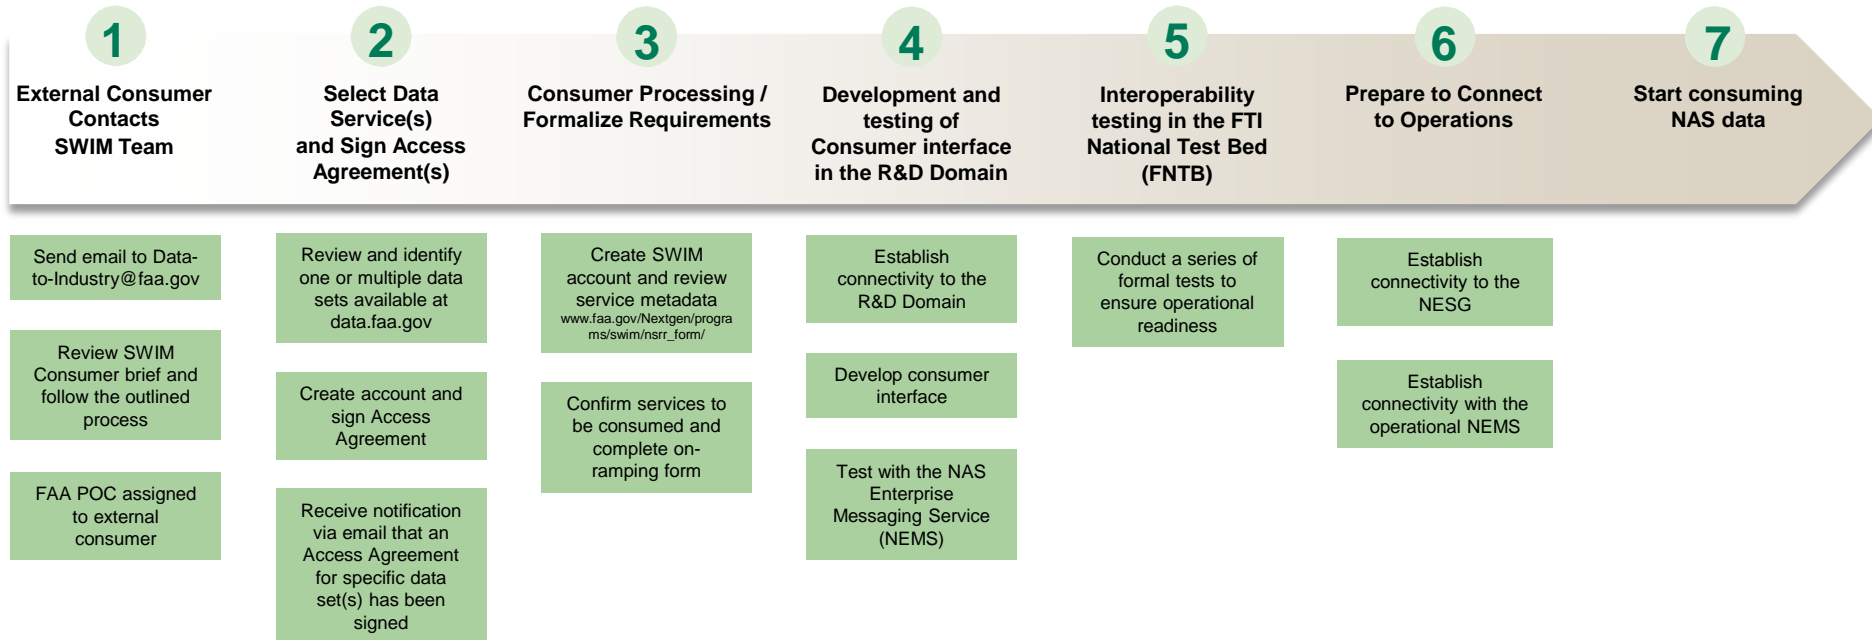 1
External Consumer
Contacts
SWIM Team
2
Select Data
Service(s)
and Sign Access
Agreement(s)
3
Consumer Processing /
Formalize Requirements
4
Development and
testing of
Consumer interface
in the R&D Domain
5
Interoperability
testing in the FTI
National Test Bed
(FNTB)
6
Prepare to Connect
to Operations
7
Start consuming
NAS data
Send email to Data-
to-Industry@faa.gov
Review SWIM
Consumer brief and
follow the outlined
process
FAA POC assigned
to external
consumer
Review and identify
one or multiple data
sets available at
data.faa.gov
Create account and
sign Access
Agreement
Receive notification
via email that an
Access Agreement
for specific data
set(s) has been
signed
Create SWIM
account and review
service metadata
www.faa.gov/Nextgen/progra
ms/swim/nsrr_form/
Confirm services to
be consumed and
complete on-
ramping form
Establish
connectivity to the
R&D Domain
Develop consumer
interface
Test with the NAS
Enterprise
Messaging Service
(NEMS)
Conduct a series of
formal tests to
ensure operational
readiness
Establish
connectivity to the
NESG
Establish
connectivity with the
operational NEMS